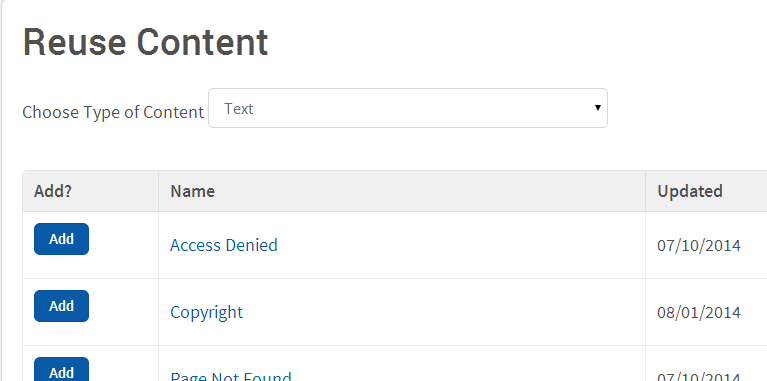 Reuse Content
Choose Type of Content Text
Add? Name Updated
Add Access Denied 07/10/2014
Add Copyright 08/01/2014
Add Page Not Found 07/10/2014